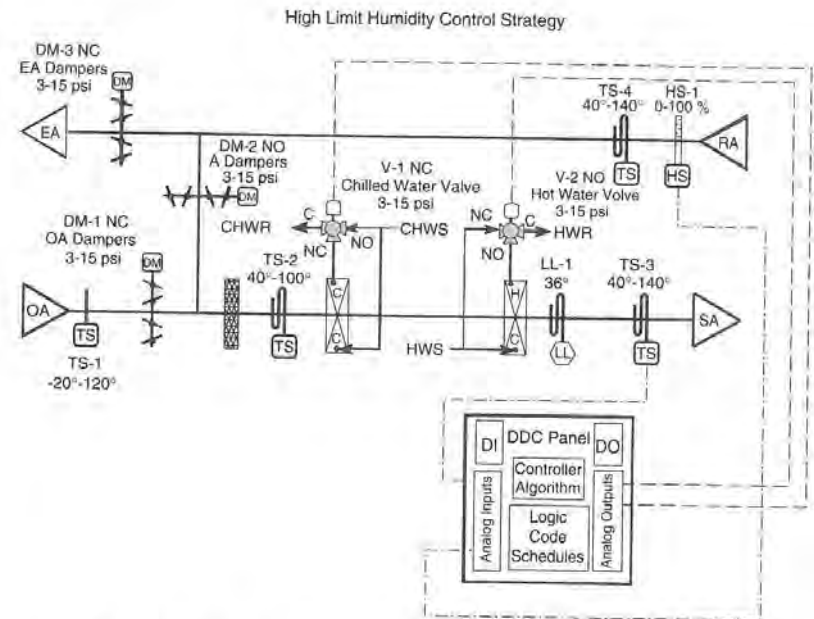 High Limit Humidity Control Strategy
DM-3 NC
EA Dampers
3-15 psi
DM
EA
DM-2 NO
A Dampers
3-15 psi
DM
TS-4
40°-140°
TS
HS-1
0-100 %
HS
RA
V-1 NC
Chilled Water Valve
3-15 psi
V-2 NO
Hot Water Volve
3-15 psi
CHWR
C
NC
NO
CHWS
NC
C
NO
HWR
DM-1 NC
OA Dampers
3-15 psi
DM
OA
TS
TS-1
-20°-120°
TS-2
40°-100°
TS
C
C
HWS
H
C
LL-1
36°
LL
TS-3
40°-140°
TS
SA
DI
DDC Panel
DO
Controller
Algorithm
Analog Inputs
Logic
Code
Schedules
Analog Outputs